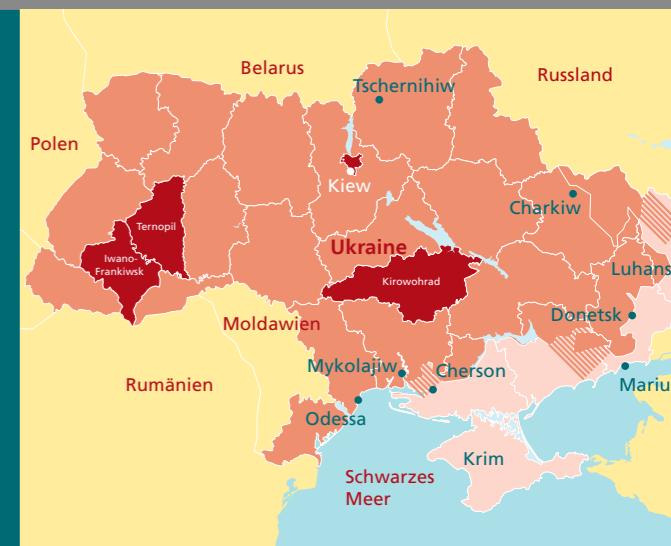 Belarus
Russland
Tschernihiw
Polen
Kiew
Charkiw
Ternopil
Ukraine
Iwano-
Frankiwsk
Luhans
Kirowohrad
Donetsk
Moldawien
Mykolajiw
Cherson
Rumänien
Mariu
Odessa
Krim
Schwarzes
Meer